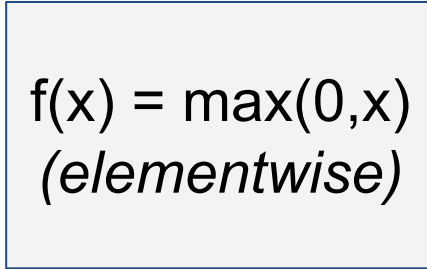 f(x) = max(0,x)
(elementwise)